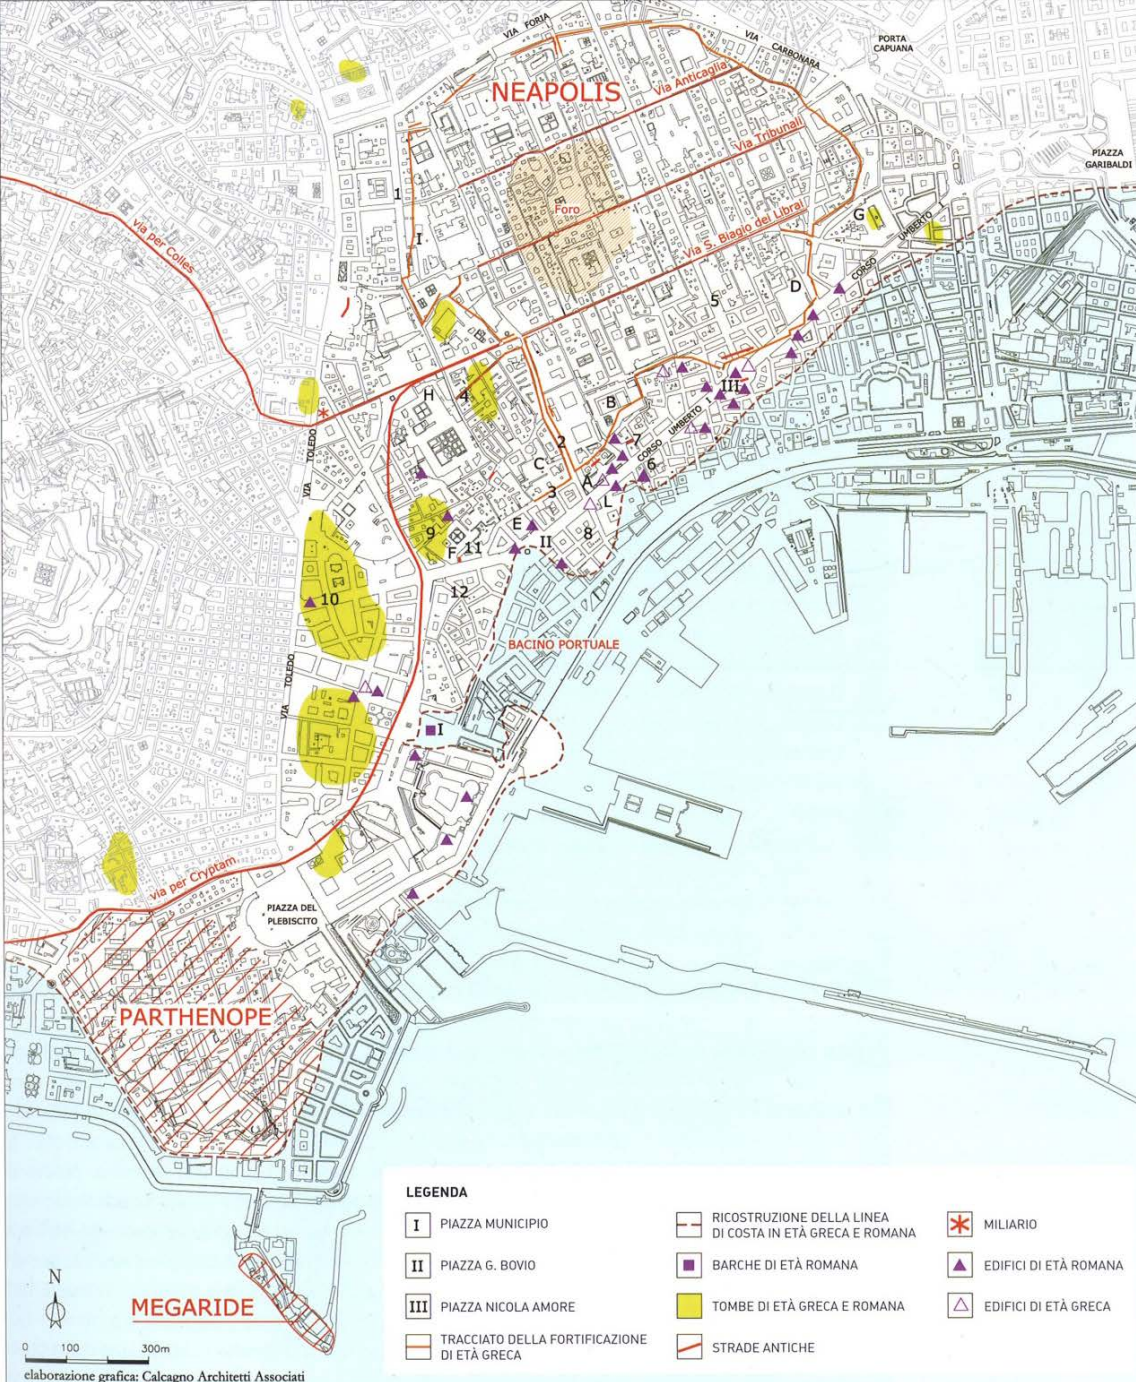 VIA FORIA
VIA CARBONARA
PORTA
CAPUANA
NEAPOLIS
Via Anticaglia
Via Tribunali
PIAZZA
GARIBALDI
1
Foro
G
UMBERTO I
I
via per Colles
Via S. Biagio dei Librai
CORSO
5
D
H
4
III
B
CORSO UMBERTO I
VIA TOLEDO
2
7
C
6
A
3
L
9
E
II
8
F
11
10
12
BACINO PORTUALE
VIA TOLEDO
I
via per Cryptam
PIAZZA DEL
PLEBISCITO
PARTHENOPE
MEGARIDE
N
0 100 300m
elaborazione grafica: Calcagno Architetti Associati
LEGENDA
I PIAZZA MUNICIPIO
II PIAZZA G. BOVIO
III PIAZZA NICOLA AMORE
TRACCIATO DELLA FORTIFICAZIONE
DI ETÀ GRECA
RICOSTRUZIONE DELLA LINEA
DI COSTA IN ETÀ GRECA E ROMANA
BARCHE DI ETÀ ROMANA
TOMBE DI ETÀ GRECA E ROMANA
STRADE ANTICHE
MILIARIO
EDIFICI DI ETÀ ROMANA
EDIFICI DI ETÀ GRECA